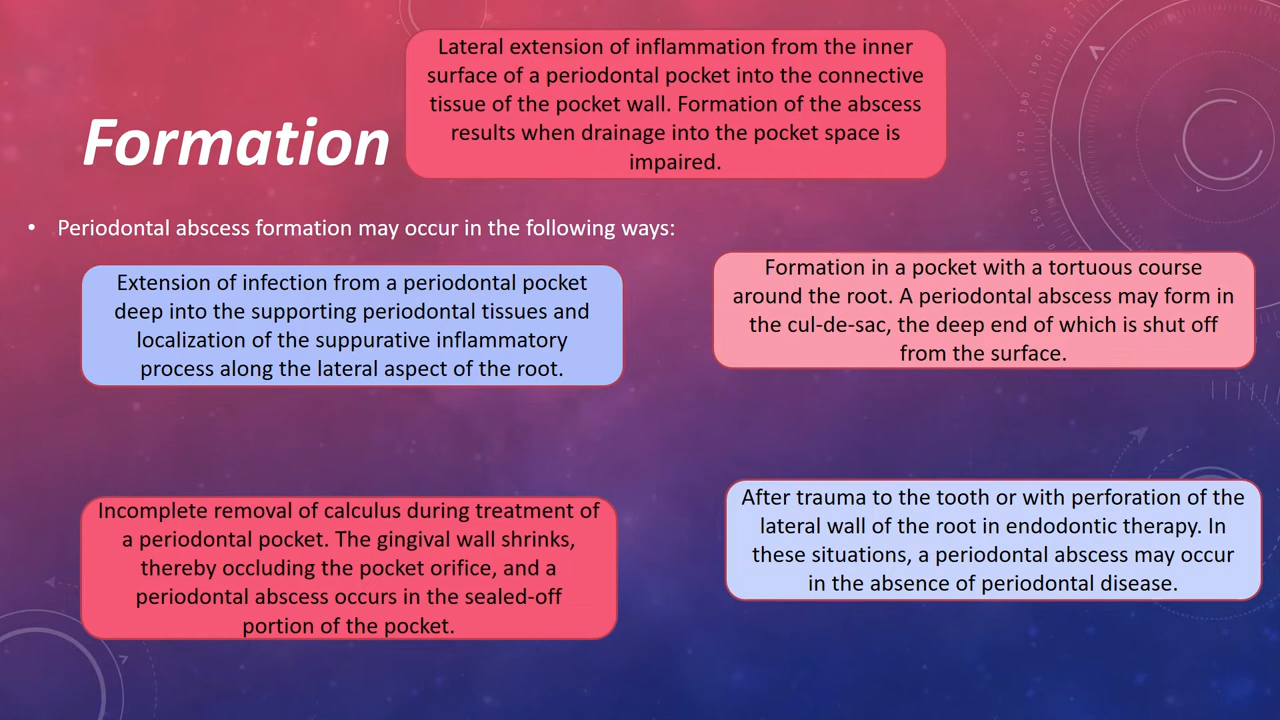 Lateral extension of inflammation from the inner
surface of a periodontal pocket into the connective
tissue of the pocket wall. Formation of the abscess
results when drainage into the pocket space is
impaired.
Formation
• Periodontal abscess formation may occur in the following ways:
Extension of infection from a periodontal pocket
deep into the supporting periodontal tissues and
localization of the suppurative inflammatory
process along the lateral aspect of the root.
Formation in a pocket with a tortuous course
around the root. A periodontal abscess may form in
the cul-de-sac, the deep end of which is shut off
from the surface.
Incomplete removal of calculus during treatment of
a periodontal pocket. The gingival wall shrinks,
thereby occluding the pocket orifice, and a
periodontal abscess occurs in the sealed-off
portion of the pocket.
After trauma to the tooth or with perforation of the
lateral wall of the root in endodontic therapy. In
these situations, a periodontal abscess may occur
in the absence of periodontal disease.
150
160
170
180
190
200